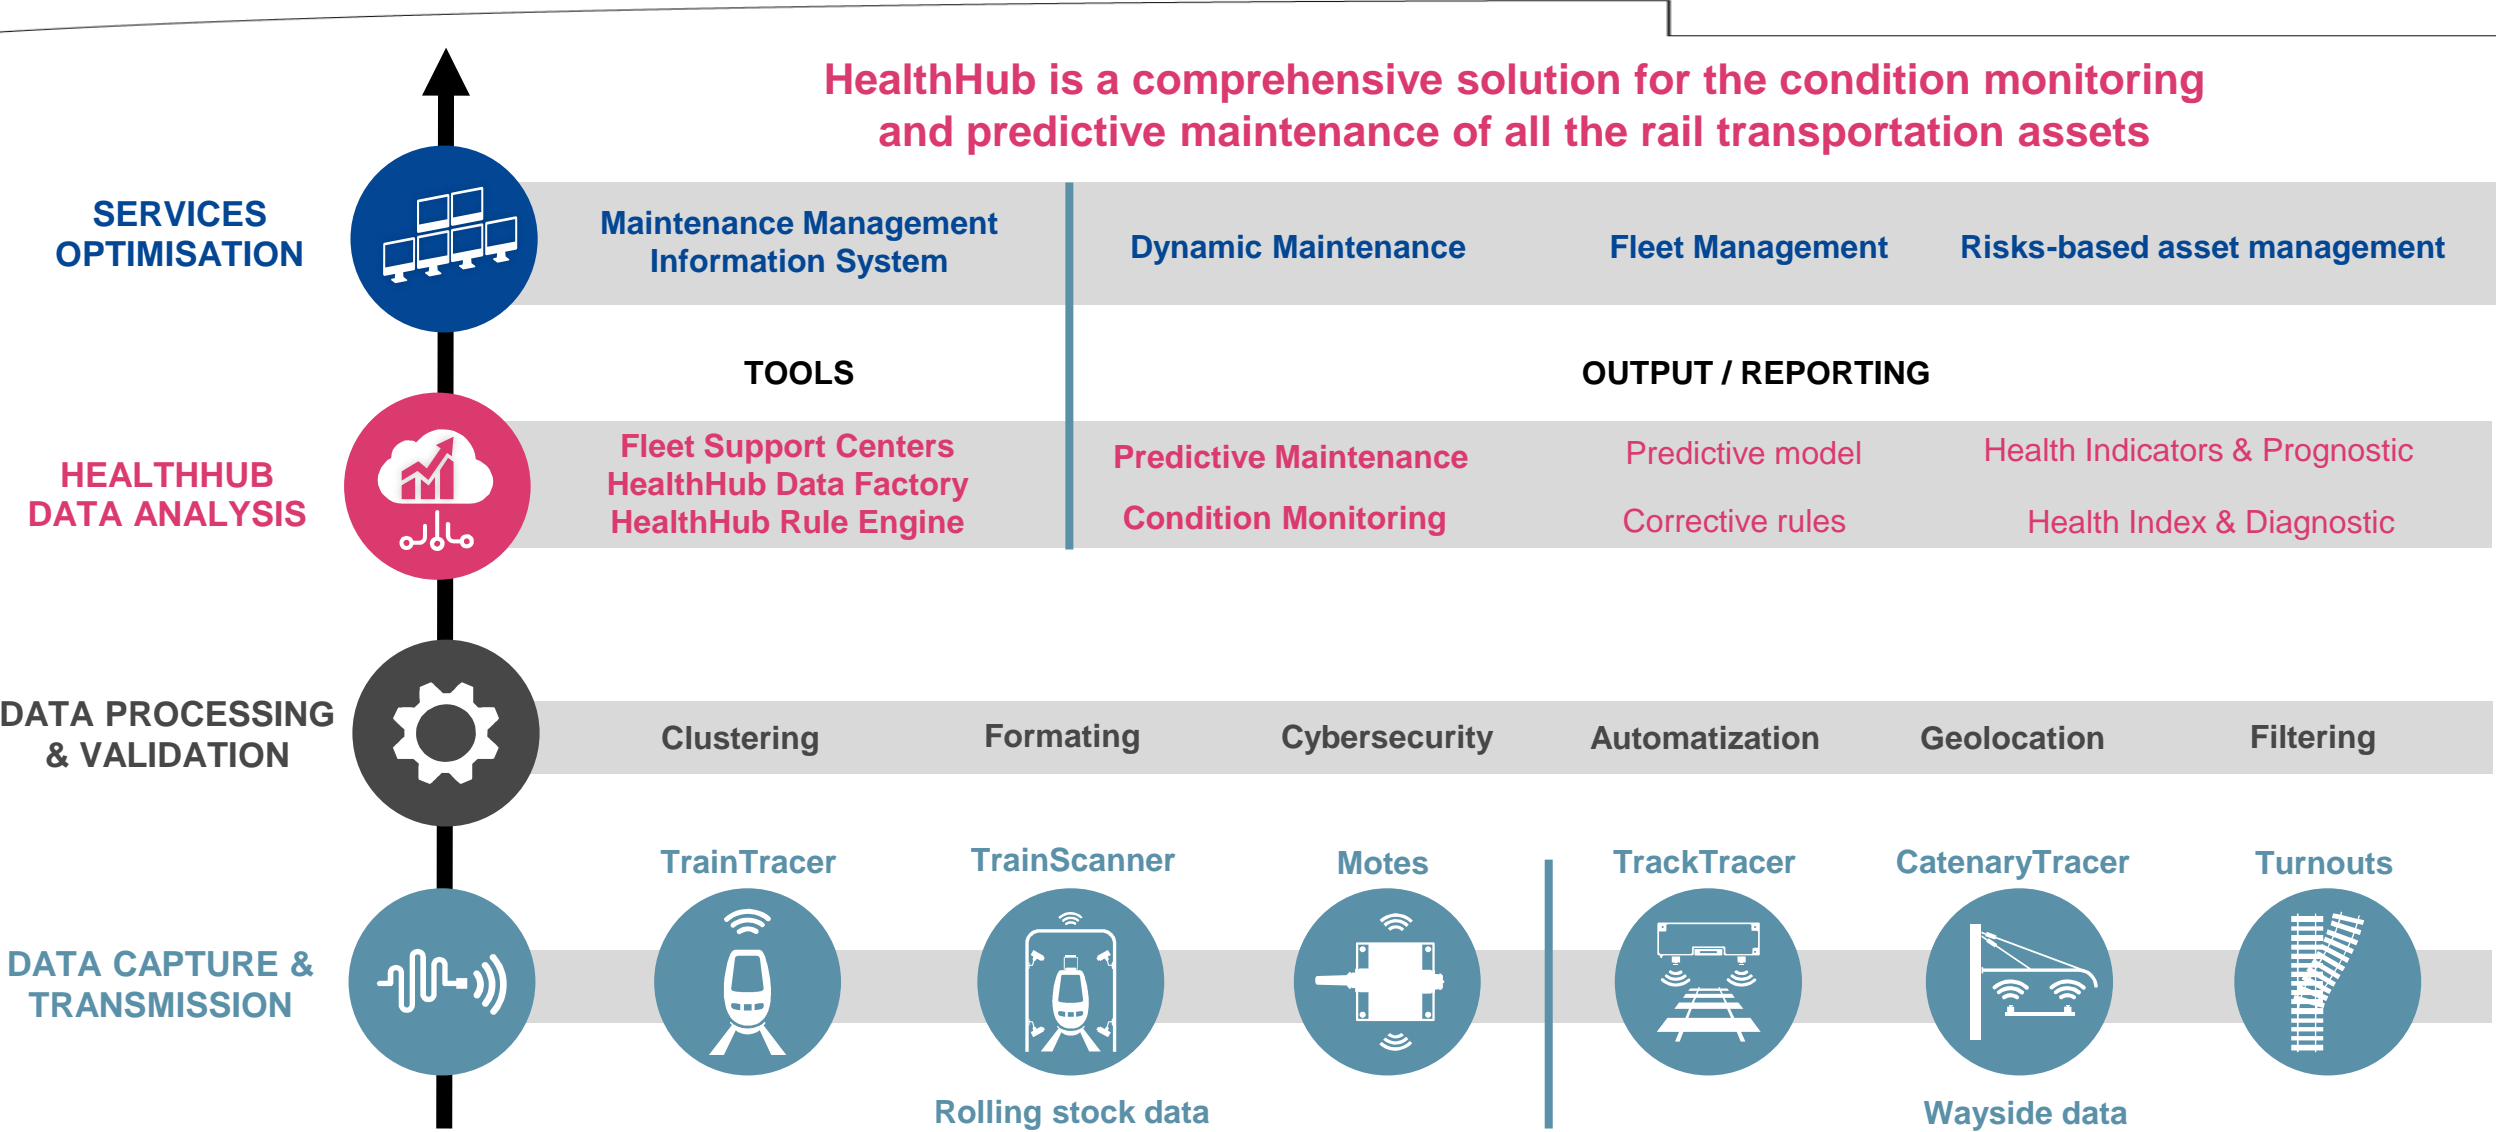 HealthHub is a comprehensive solution for the condition monitoring
and predictive maintenance of all the rail transportation assets
SERVICES
OPTIMISATION
Maintenance Management
Information System
Dynamic Maintenance
Fleet Management
Risks-based asset management
TOOLS
OUTPUT / REPORTING
HEALTHHUB
DATA ANALYSIS
Fleet Support Centers
HealthHub Data Factory
HealthHub Rule Engine
Predictive Maintenance
Predictive model
Health Indicators & Prognostic
Condition Monitoring
Corrective rules
Health Index & Diagnostic
DATA PROCESSING
& VALIDATION
Clustering
Formating
Cybersecurity
Automatization
Geolocation
Filtering
DATA CAPTURE &
TRANSMISSION
TrainTracer
TrainScanner
Motes
TrackTracer
CatenaryTracer
Turnouts
Rolling stock data
Wayside data